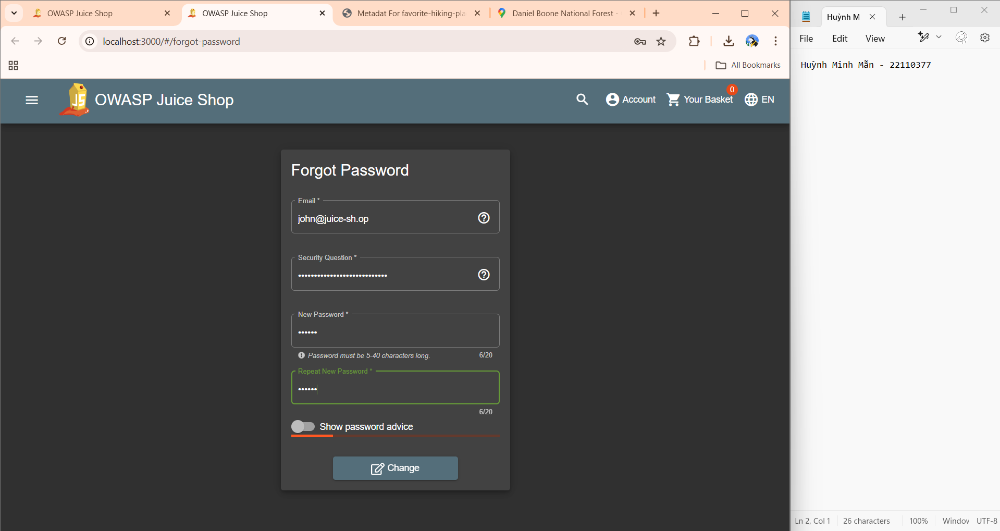 OWASP Juice Shop
OWASP Juice Shop
Metadat For favorite-hiking-pla
Daniel Boone National Forest -
localhost:3000/#/forgot-password
All Bookmarks
JS
OWASP Juice Shop
Account
Your Basket
0
EN
Forgot Password
Email *
john@juice-sh.op
Security Question *
••••••••••••••••••••••••••••
New Password *
••••••
Password must be 5-40 characters long.
6/20
Repeat New Password *
••••••
6/20
Show password advice
Change
Huỳnh M
File Edit View
Huỳnh Minh Mẫn - 22110377
Ln 2, Col 1 26 characters 100% Window UTF-8